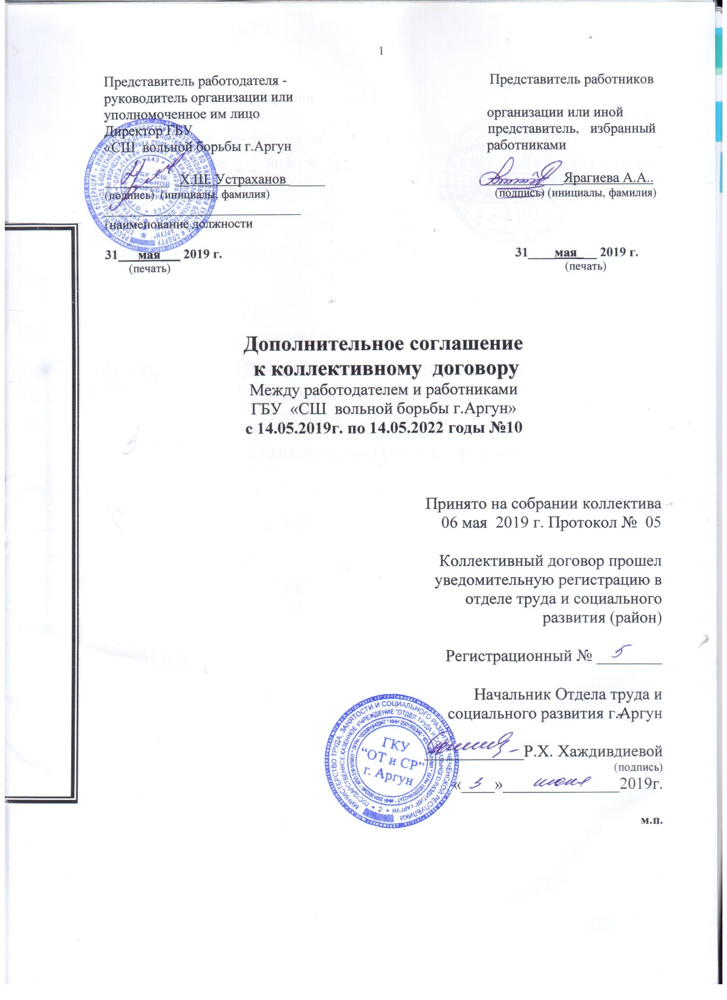 1
Представитель работодателя -
руководитель организации или
уполномоченное им лицо
Директор ГБУ
«СШ вольной борьбы г.Аргун
Х.Ш. Устраханов
(подпись) (инициалы, фамилия)
(наименование должности
31 мая 2019 г.
(печать)
Представитель работников
организации или иной
представитель, избранный
работниками
Ярагиева А.А..
(подпись) (инициалы, фамилия)
31 мая 2019 г.
(печать)
Дополнительное соглашение
к коллективному договору
Между работодателем и работниками
ГБУ «СШ вольной борьбы г.Аргун»
с 14.05.2019г. по 14.05.2022 годы №10
Принято на собрании коллектива
06 мая 2019 г. Протокол № 05
Коллективный договор прошел
уведомительную регистрацию в
отделе труда и социального
развития (район)
Регистрационный № 5
Начальник Отдела труда и
социального развития г.Аргун
Р.Х. Хаждивдиевой
(подпись)
« 3 » июня 2019г.
м.п.
ГКУ
“ОТ и СР”
г. Аргун